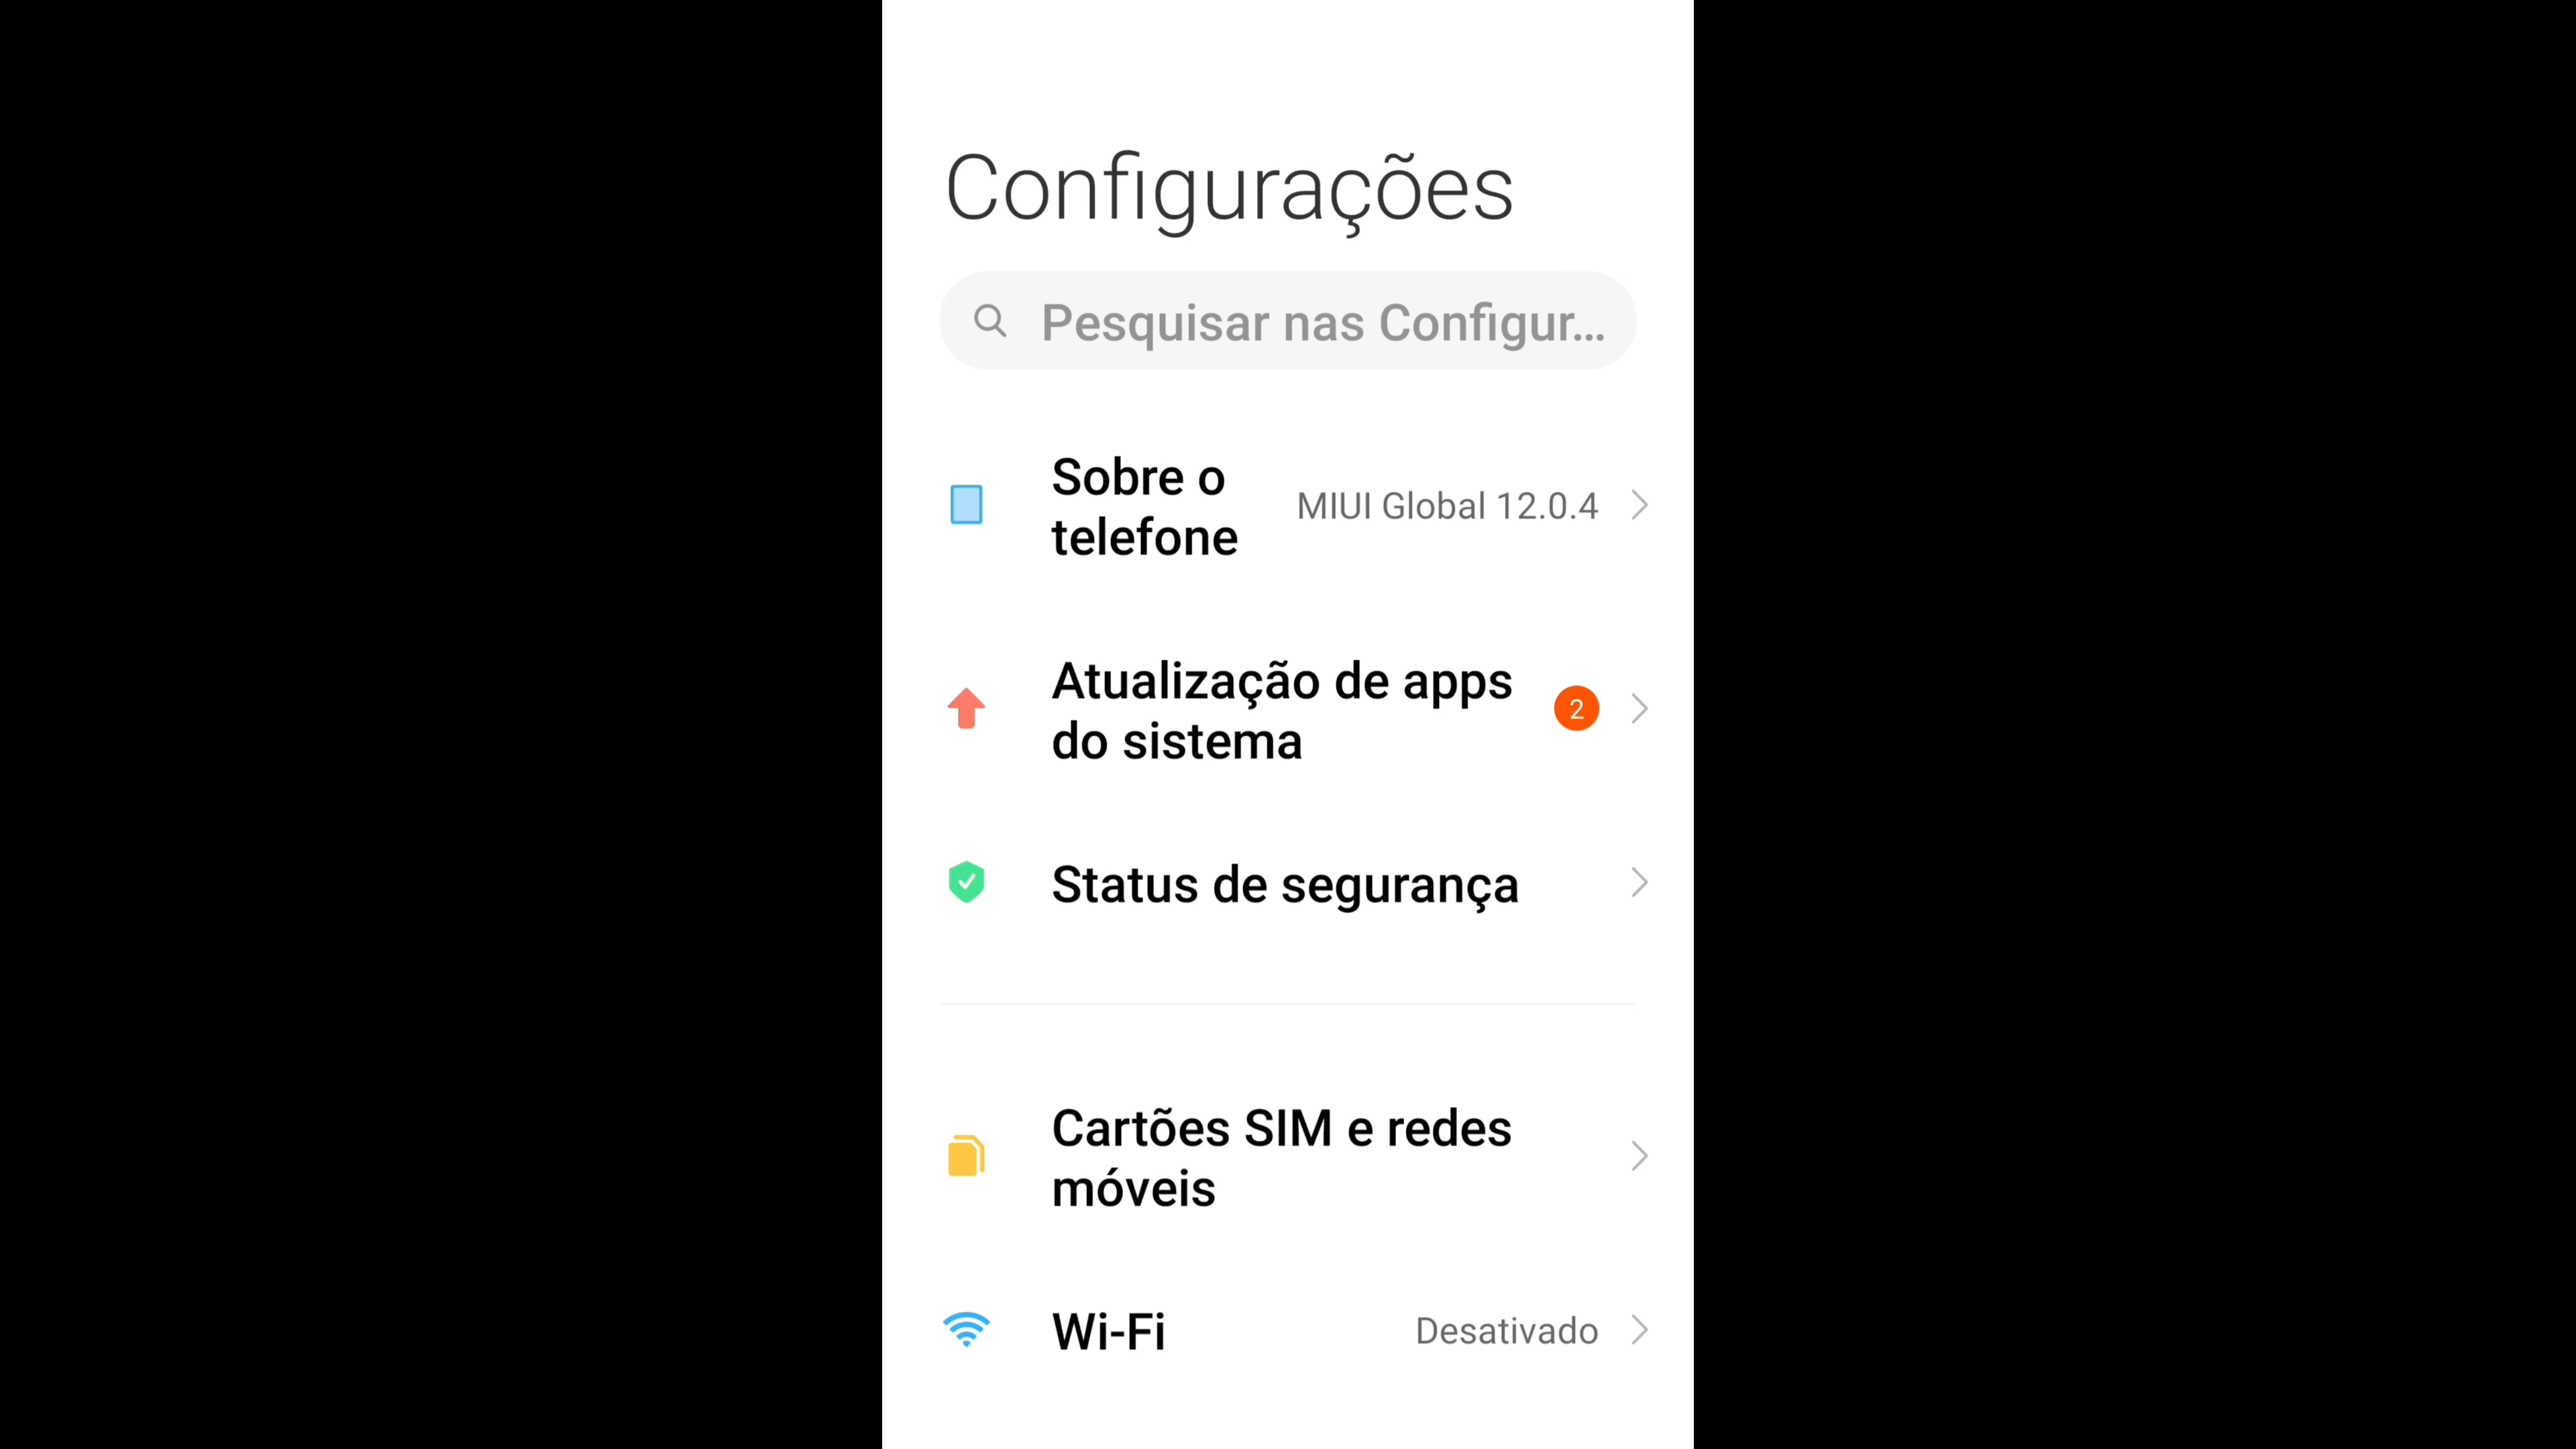 Configurações
Pesquisar nas Configur...
Sobre o
telefone
MIUI Global 12.0.4
Atualização de apps
do sistema
2
Status de segurança
Cartões SIM e redes
móveis
Wi-Fi
Desativado